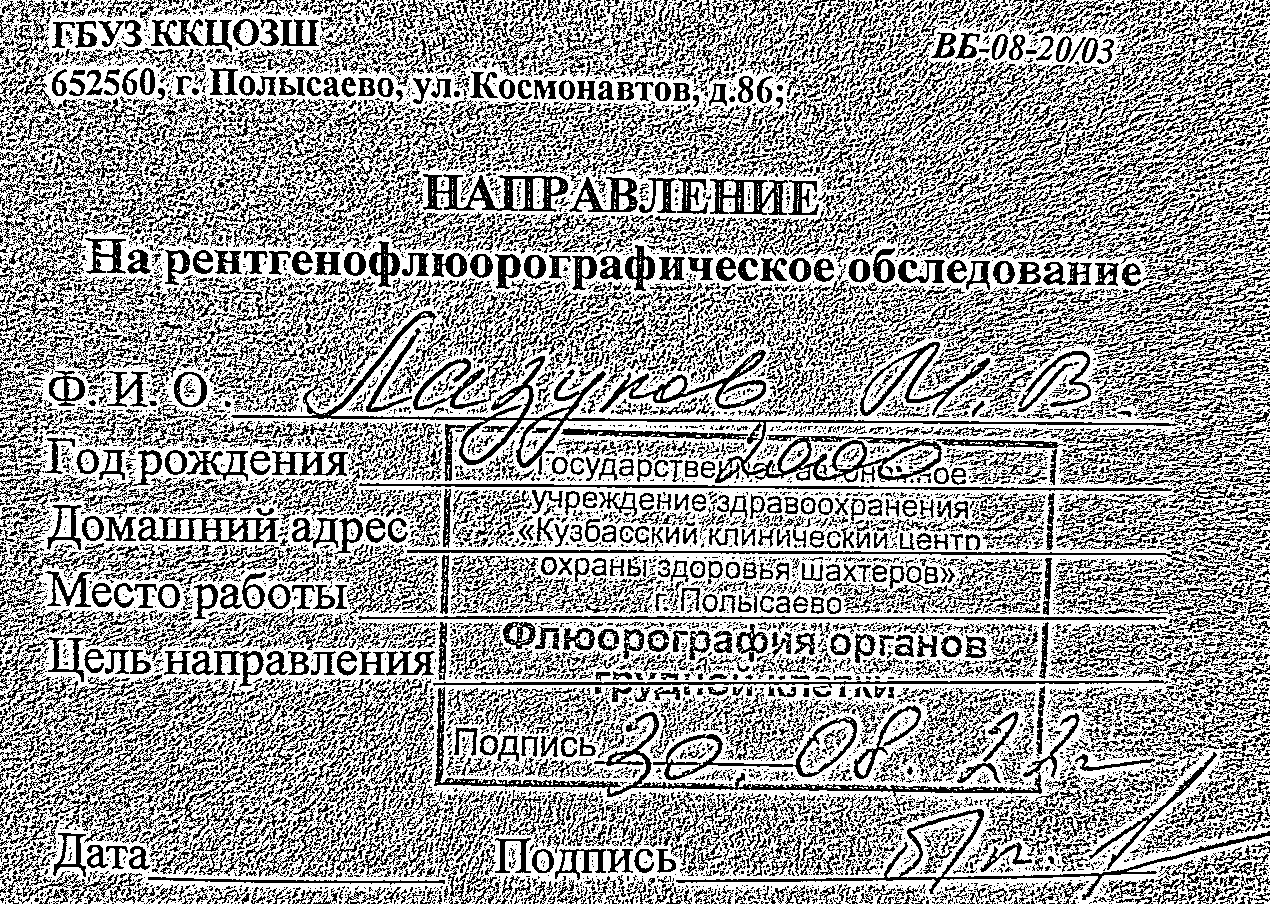 ГБУЗ ККЦОЗШ
ВБ-08-20/03
652560, г. Полысаево, ул. Космонавтов, д.86;
НАПРАВЛЕНИЕ
На рентгенофлюорографическое обследование
Ф. И. О. Лазуков И. В.
Год рождения 2000
Государственное автономное
учреждение здравоохранения
Домашний адрес
«Кузбасский клинический центр
охраны здоровья шахтеров»
Место работы
г. Полысаево
Флюорография органов
Цель направления
грудной клетки
Подпись 30.08.22г
Дата Подпись